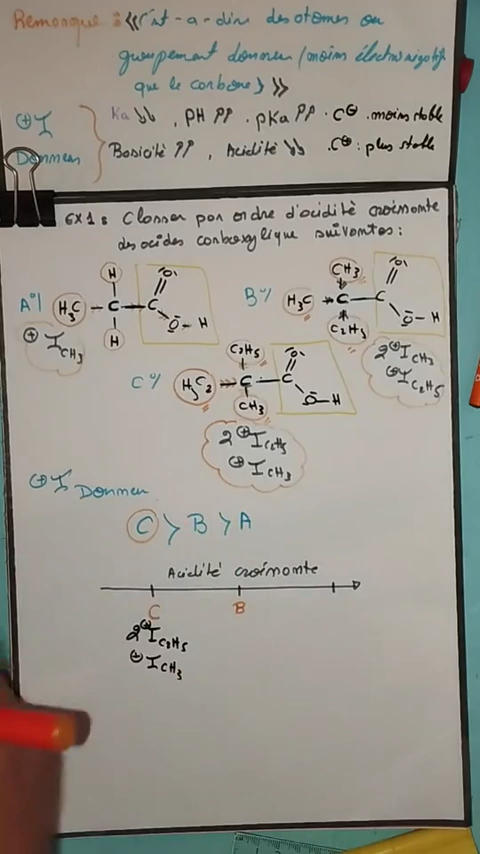 Remarque : « C'est-a-dire des atomes ou
groupement donneur (moins électronégatif
que le carbone) »
⊕I Donneur
Ka ↓↓ , PH ↑↑ . pKa ↑↑ . C⊖ . moins stable
Basicité ↑↑ , Acidité ↓↓ . C⊕ : plus stable
EX1 : Classer par ordre d'acidité croissante
des acides carboxylique suivantes :
A°/ H3C - C - C O O - H
H
H
⊕I CH3
B°/ H3C C C O O - H
CH3
C2H5
2⊕I CH3
⊕I C2H5
C°/ H5C2 C - C O O - H
C2H5
CH3
2⊕I C2H5
⊕I CH3
⊕I Donneur
C > B > A
Acidité croissante
C B
2⊕I C2H5
⊕I CH3